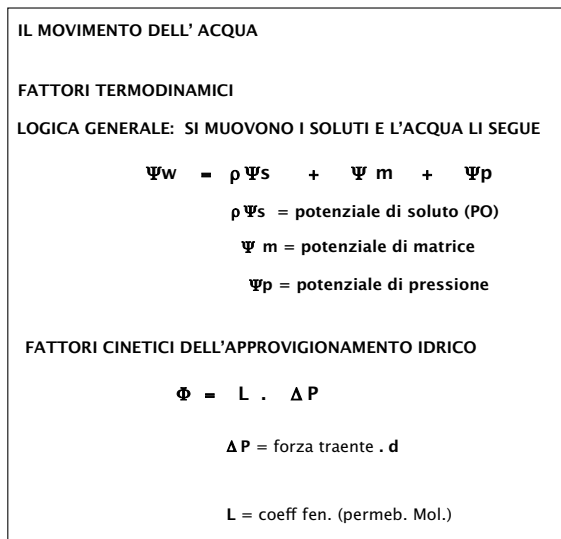 IL MOVIMENTO DELL' ACQUA
FATTORI TERMODINAMICI
LOGICA GENERALE: SI MUOVONO I SOLUTI E L'ACQUA LI SEGUE
Ψw = ρΨs + Ψ m + Ψp
ρΨs = potenziale di soluto (PO)
Ψ m = potenziale di matrice
Ψp = potenziale di pressione
FATTORI CINETICI DELL'APPROVIGIONAMENTO IDRICO
Φ = L . Δ P
Δ P = forza traente . d
L = coeff fen. (permeb. Mol.)